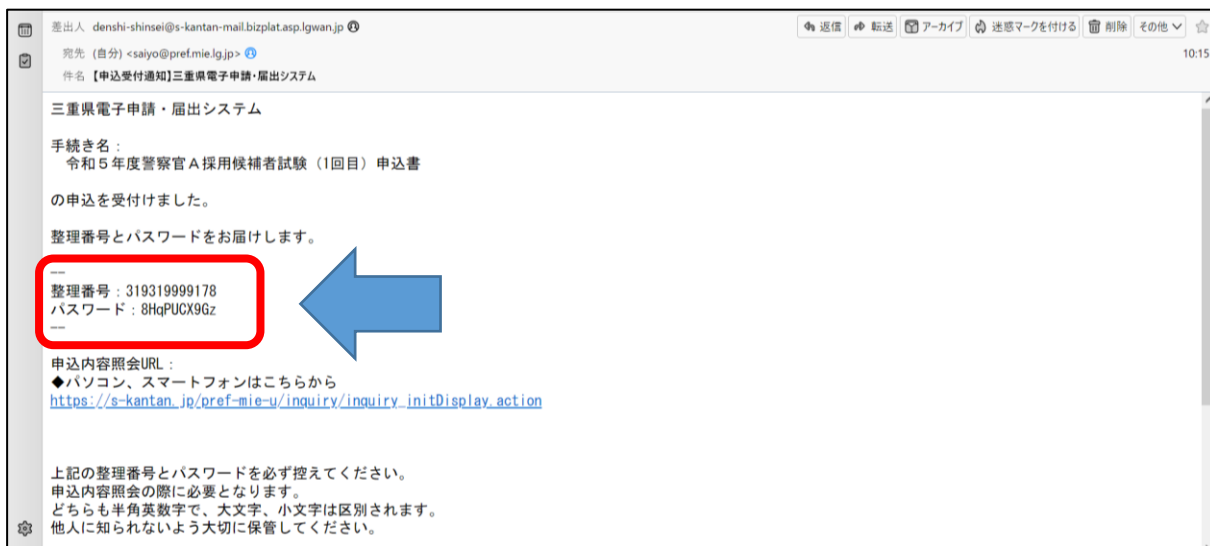 差出人 denshi-shinsei@s-kantan-mail.bizplat.asp.lgwan.jp
返信 転送 アーカイブ 迷惑マークを付ける 削除 その他
宛先 (自分) <saiyo@pref.mie.lg.jp>
10:15
件名 【申込受付通知】三重県電子申請・届出システム
三重県電子申請・届出システム
手続き名：
令和５年度警察官Ａ採用候補者試験（1回目）申込書
の申込を受付けました。
整理番号とパスワードをお届けします。
――
整理番号：319319999178
パスワード：8HqPUCX9Gz
――
申込内容照会URL：
◆パソコン、スマートフォンはこちらから
https://s-kantan.jp/pref-mie-u/inquiry/inquiry_initDisplay.action
上記の整理番号とパスワードを必ず控えてください。
申込内容照会の際に必要となります。
どちらも半角英数字で、大文字、小文字は区別されます。
他人に知られないよう大切に保管してください。